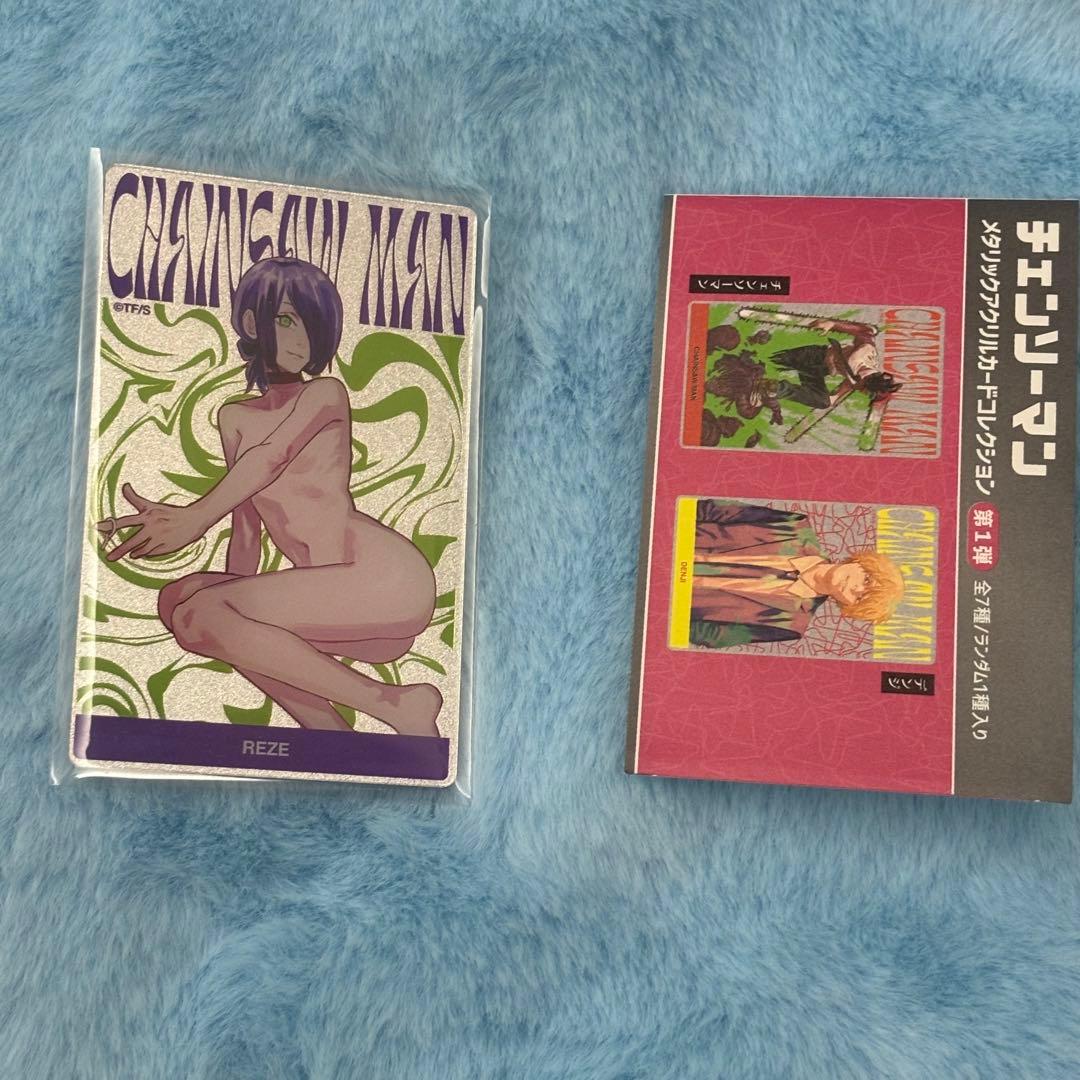 CHAINSAW MAN
©TF/S
REZE
チェンソーマン
メタリックアクリルカードコレクション 第1弾 全7種/ランダム1種入り
チェンソーマン
CHAINSAW MAN
CHAINSAW MAN
CHAINSAW MAN
DENJI
デンジ